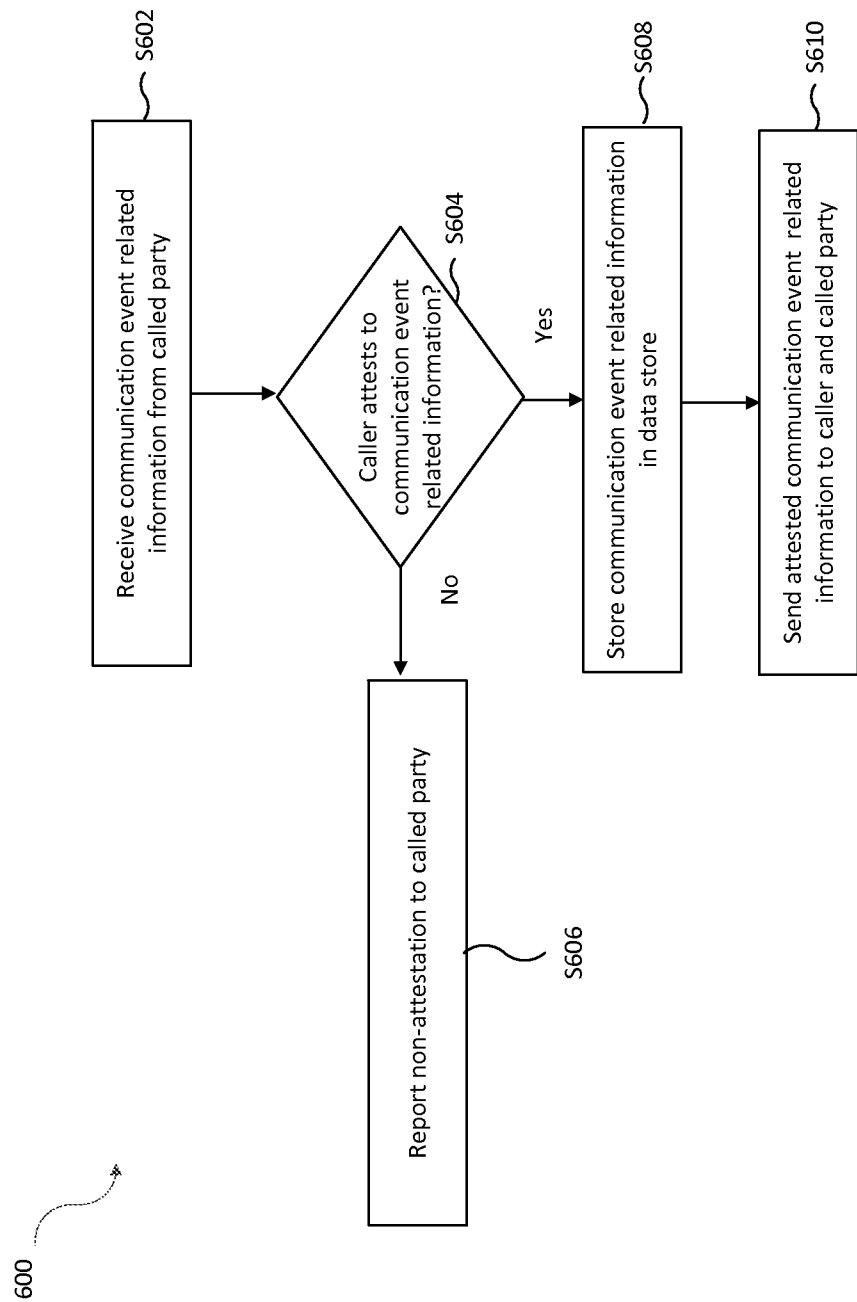 600
Receive communication event related
information from called party
S602
Caller attests to
communication event
related information?
S604
No
Yes
Report non-attestation to called party
S606
Store communication event related information
in data store
S608
Send attested communication event related
information to caller and called party
S610